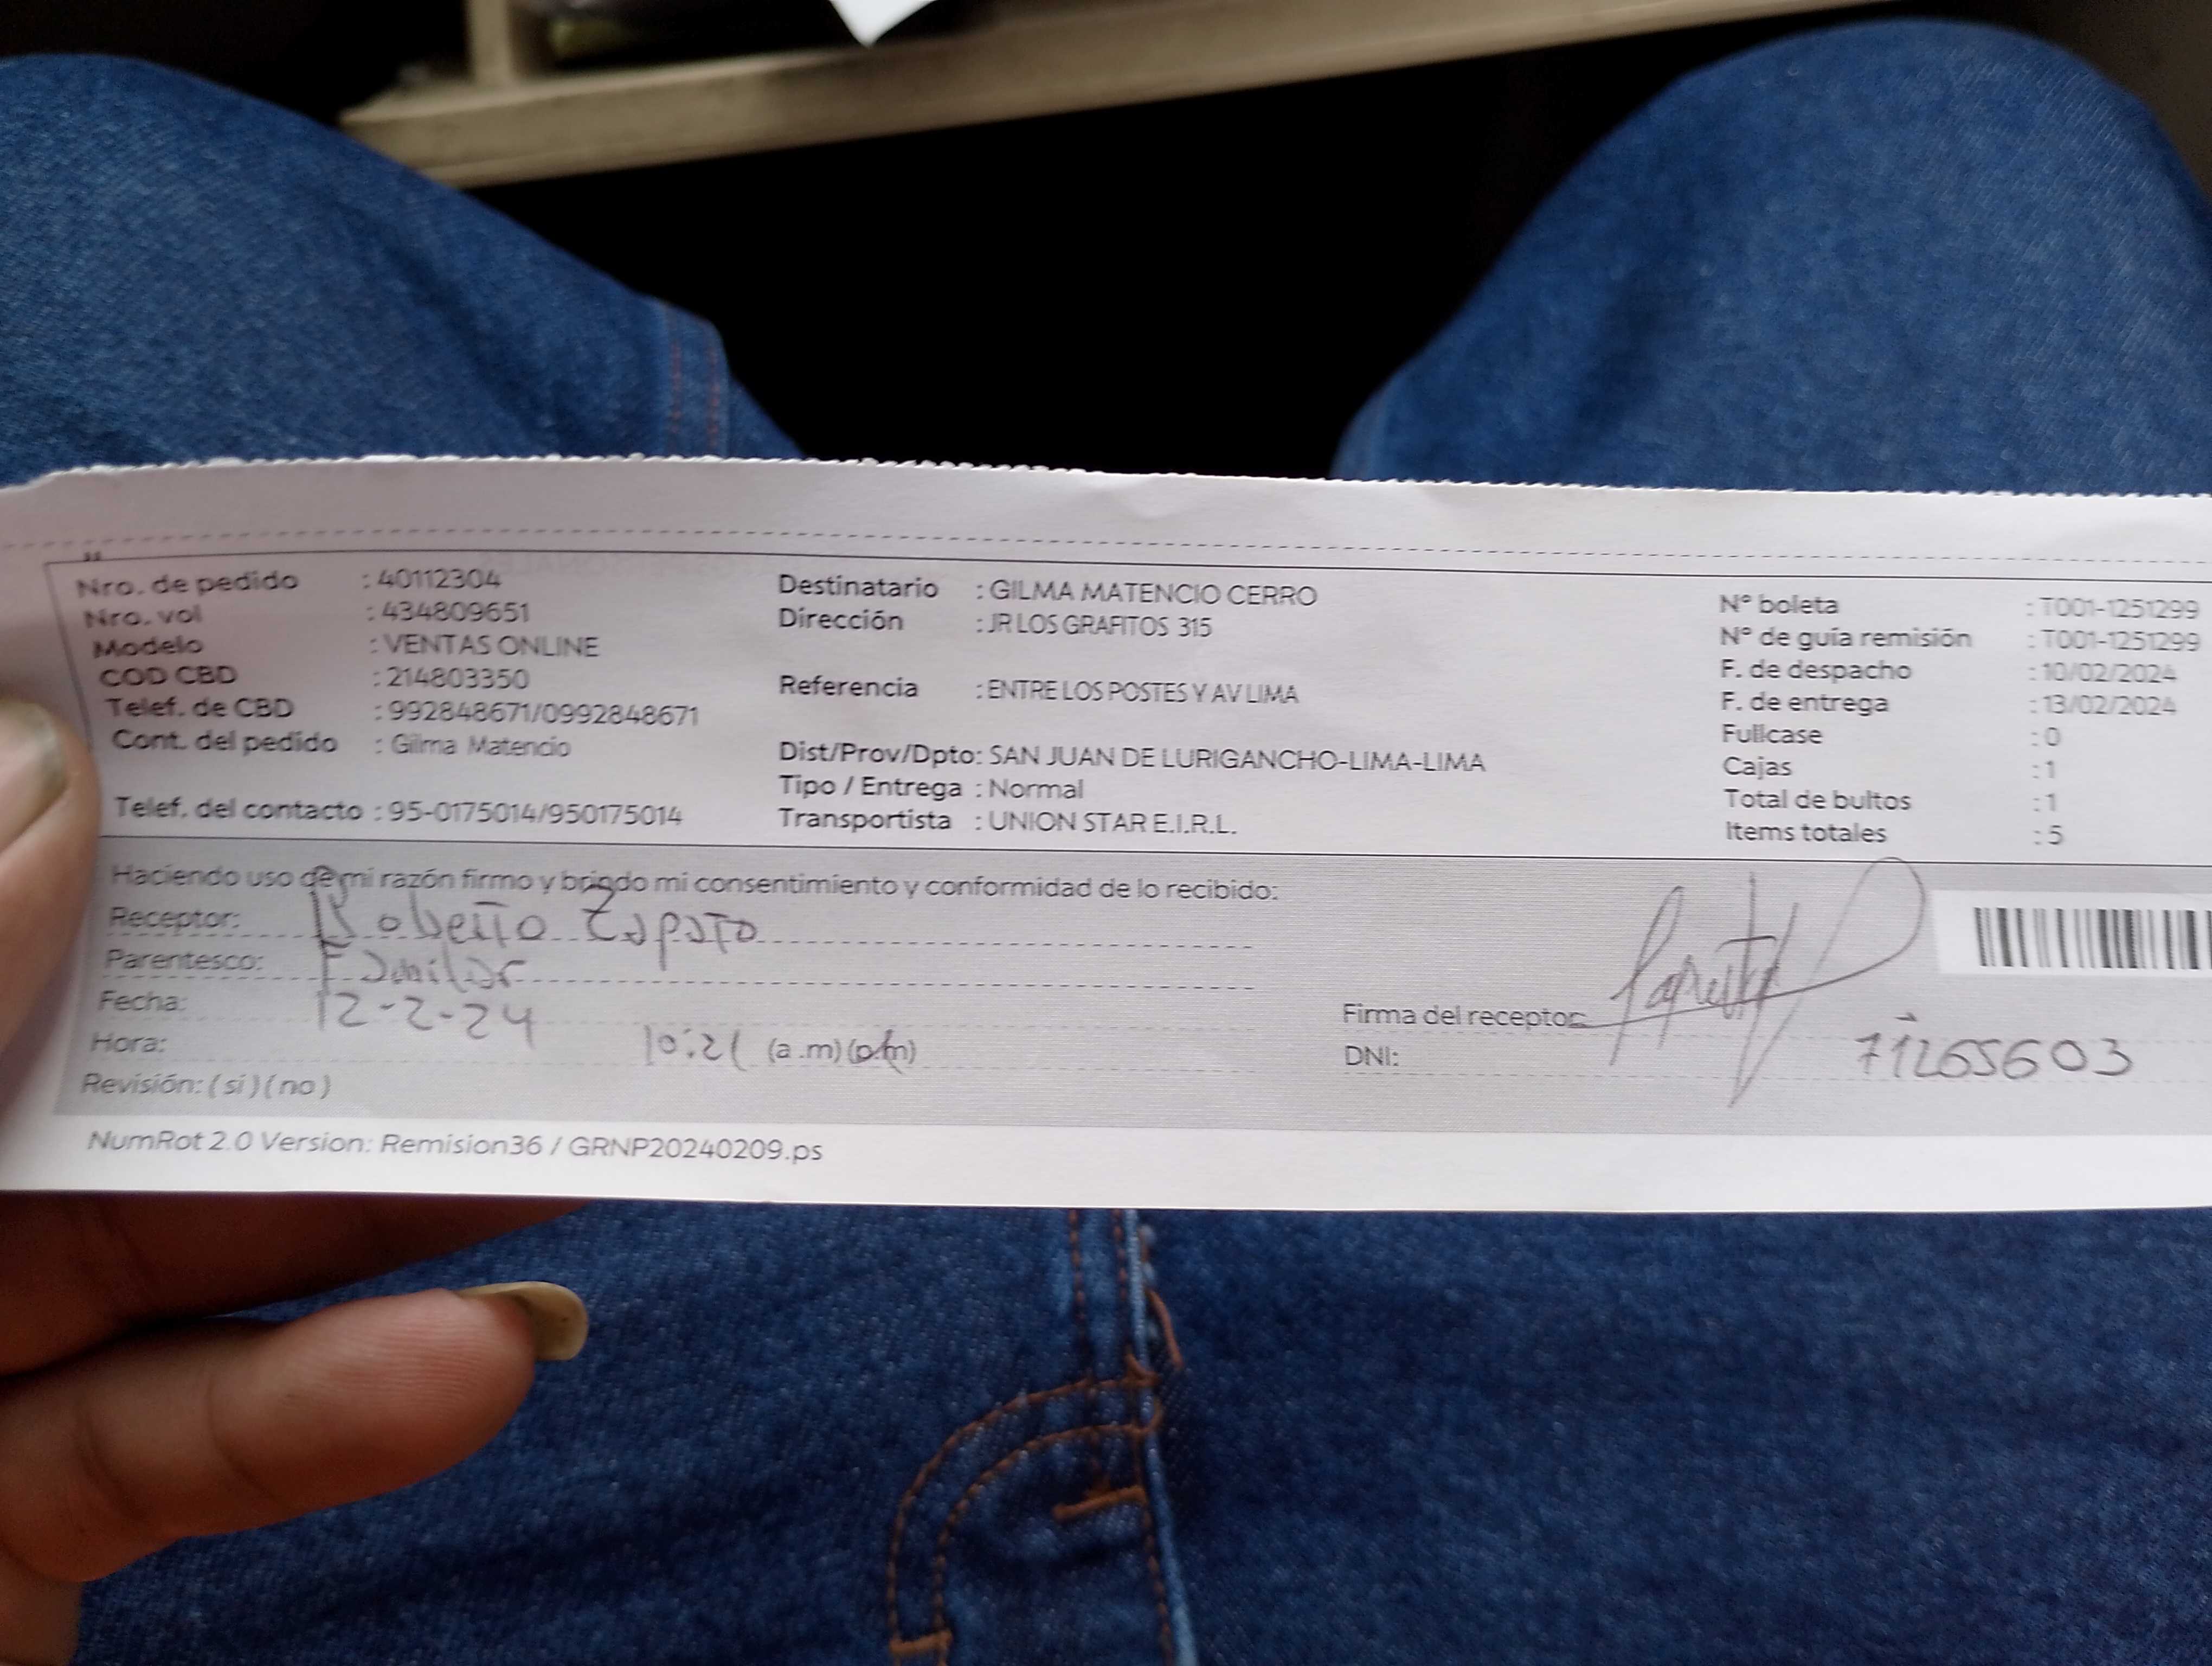 Nro. de pedido : 40112304
Nro. vol : 434809651
Modelo : VENTAS ONLINE
COD CBD : 214803350
Telef. de CBD : 992848671/0992848671
Cont. del pedido : Gilma Matencio
Telef. del contacto : 95-0175014/950175014
Destinatario : GILMA MATENCIO CERRO
Dirección : JR LOS GRAFITOS 315
Referencia : ENTRE LOS POSTES Y AV LIMA
Dist/Prov/Dpto: SAN JUAN DE LURIGANCHO-LIMA-LIMA
Tipo / Entrega : Normal
Transportista : UNION STAR E.I.R.L.
N° boleta : T001-1251299
N° de guía remisión : T001-1251299
F. de despacho : 10/02/2024
F. de entrega : 13/02/2024
Fullcase : 0
Cajas : 1
Total de bultos : 1
Items totales : 5
Haciendo uso de mi razón firmo y brindo mi consentimiento y conformidad de lo recibido:
Receptor: Roberto Zapata
Parentesco: Familiar
Fecha: 12-2-24
Hora: 10:21 (a.m)(p.m)
Revisión: (si)(no)
Firma del receptor:
DNI: 71265603
NumRot 2.0 Version: Remision36 / GRNP20240209.ps